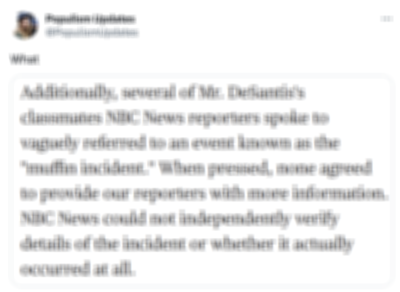 Populism Updates
@PopulismUpdates
What
Additionally, several of Mr. DeSantis's
classmates NBC News reporters spoke to
vaguely referred to an event known as the
"muffin incident." When pressed, none agreed
to provide our reporters with more information.
NBC News could not independently verify
details of the incident or whether it actually
occurred at all.